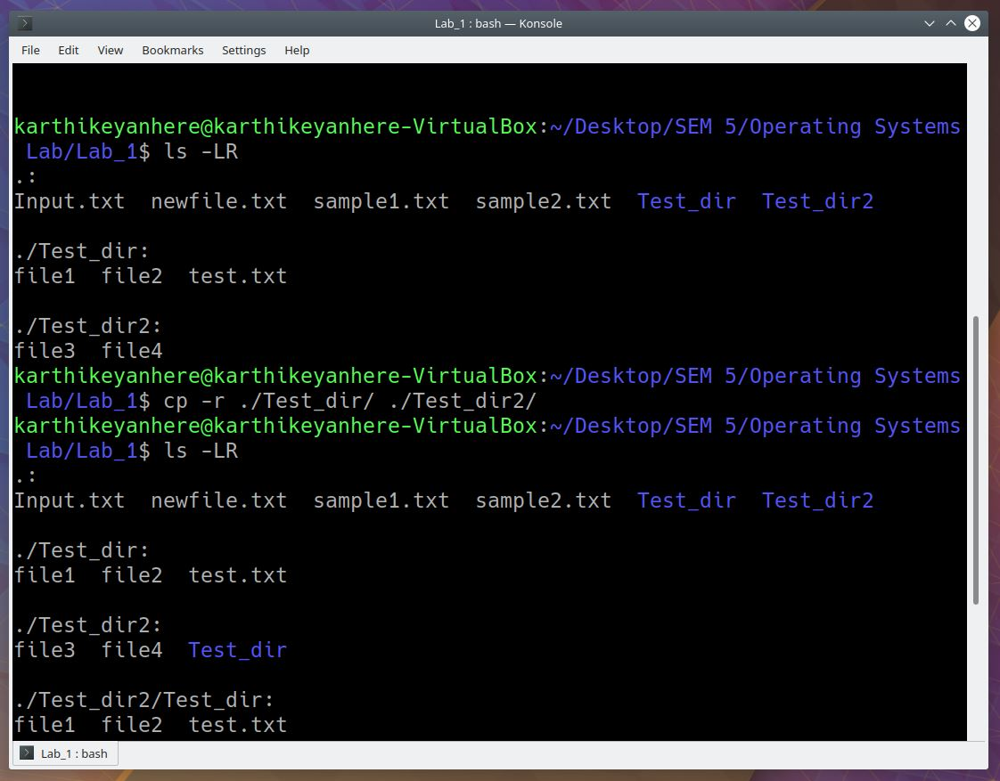 Lab_1 : bash — Konsole
File Edit View Bookmarks Settings Help
karthikeyanhere@karthikeyanhere-VirtualBox:~/Desktop/SEM 5/Operating Systems
 Lab/Lab_1$ ls -LR
.:
Input.txt  newfile.txt  sample1.txt  sample2.txt  Test_dir  Test_dir2

./Test_dir:
file1  file2  test.txt

./Test_dir2:
file3  file4
karthikeyanhere@karthikeyanhere-VirtualBox:~/Desktop/SEM 5/Operating Systems
 Lab/Lab_1$ cp -r ./Test_dir/ ./Test_dir2/
karthikeyanhere@karthikeyanhere-VirtualBox:~/Desktop/SEM 5/Operating Systems
 Lab/Lab_1$ ls -LR
.:
Input.txt  newfile.txt  sample1.txt  sample2.txt  Test_dir  Test_dir2

./Test_dir:
file1  file2  test.txt

./Test_dir2:
file3  file4  Test_dir

./Test_dir2/Test_dir:
file1  file2  test.txt
Lab_1 : bash